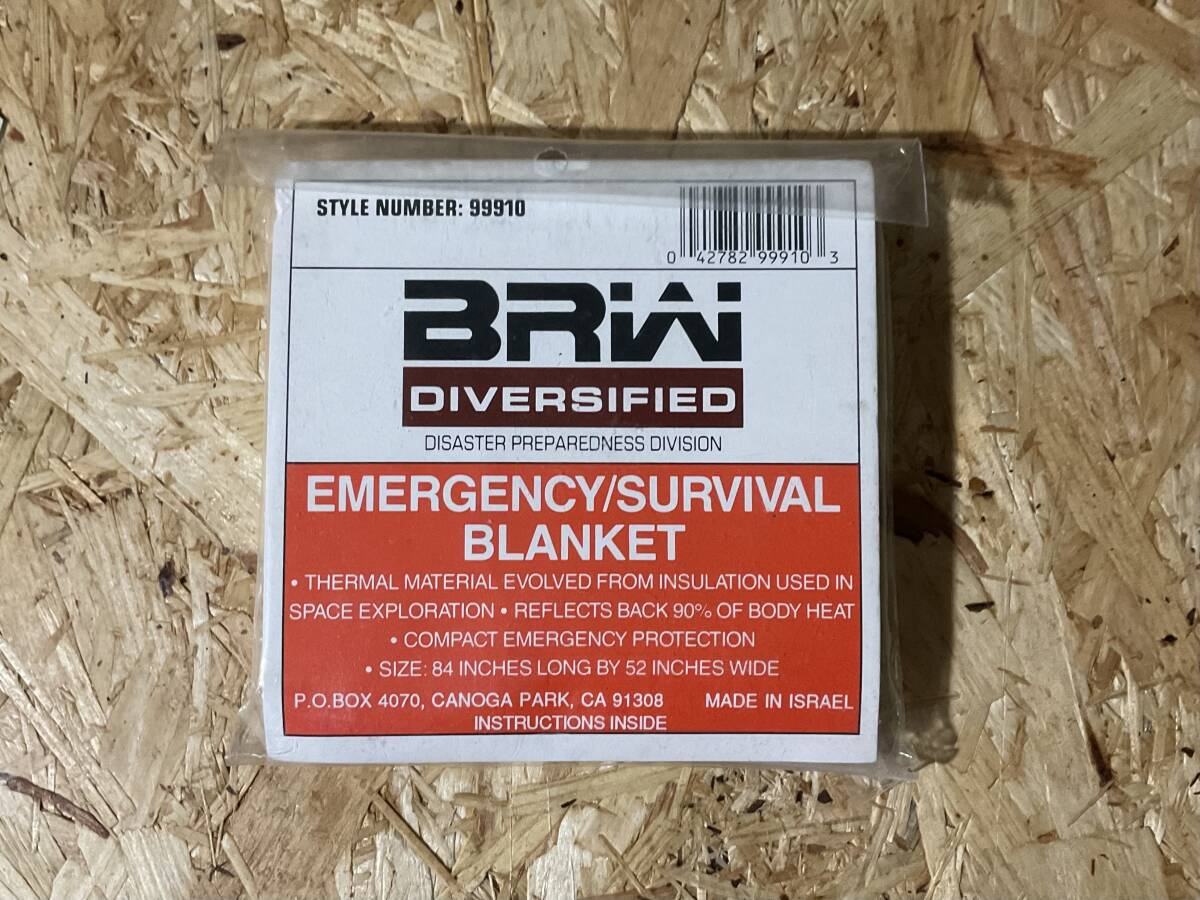 STYLE NUMBER: 99910
0 42782 99910 3
BRW
DIVERSIFIED
DISASTER PREPAREDNESS DIVISION
EMERGENCY/SURVIVAL
BLANKET
• THERMAL MATERIAL EVOLVED FROM INSULATION USED IN
SPACE EXPLORATION • REFLECTS BACK 90% OF BODY HEAT
• COMPACT EMERGENCY PROTECTION
• SIZE: 84 INCHES LONG BY 52 INCHES WIDE
P.O.BOX 4070, CANOGA PARK, CA 91308 MADE IN ISRAEL
INSTRUCTIONS INSIDE